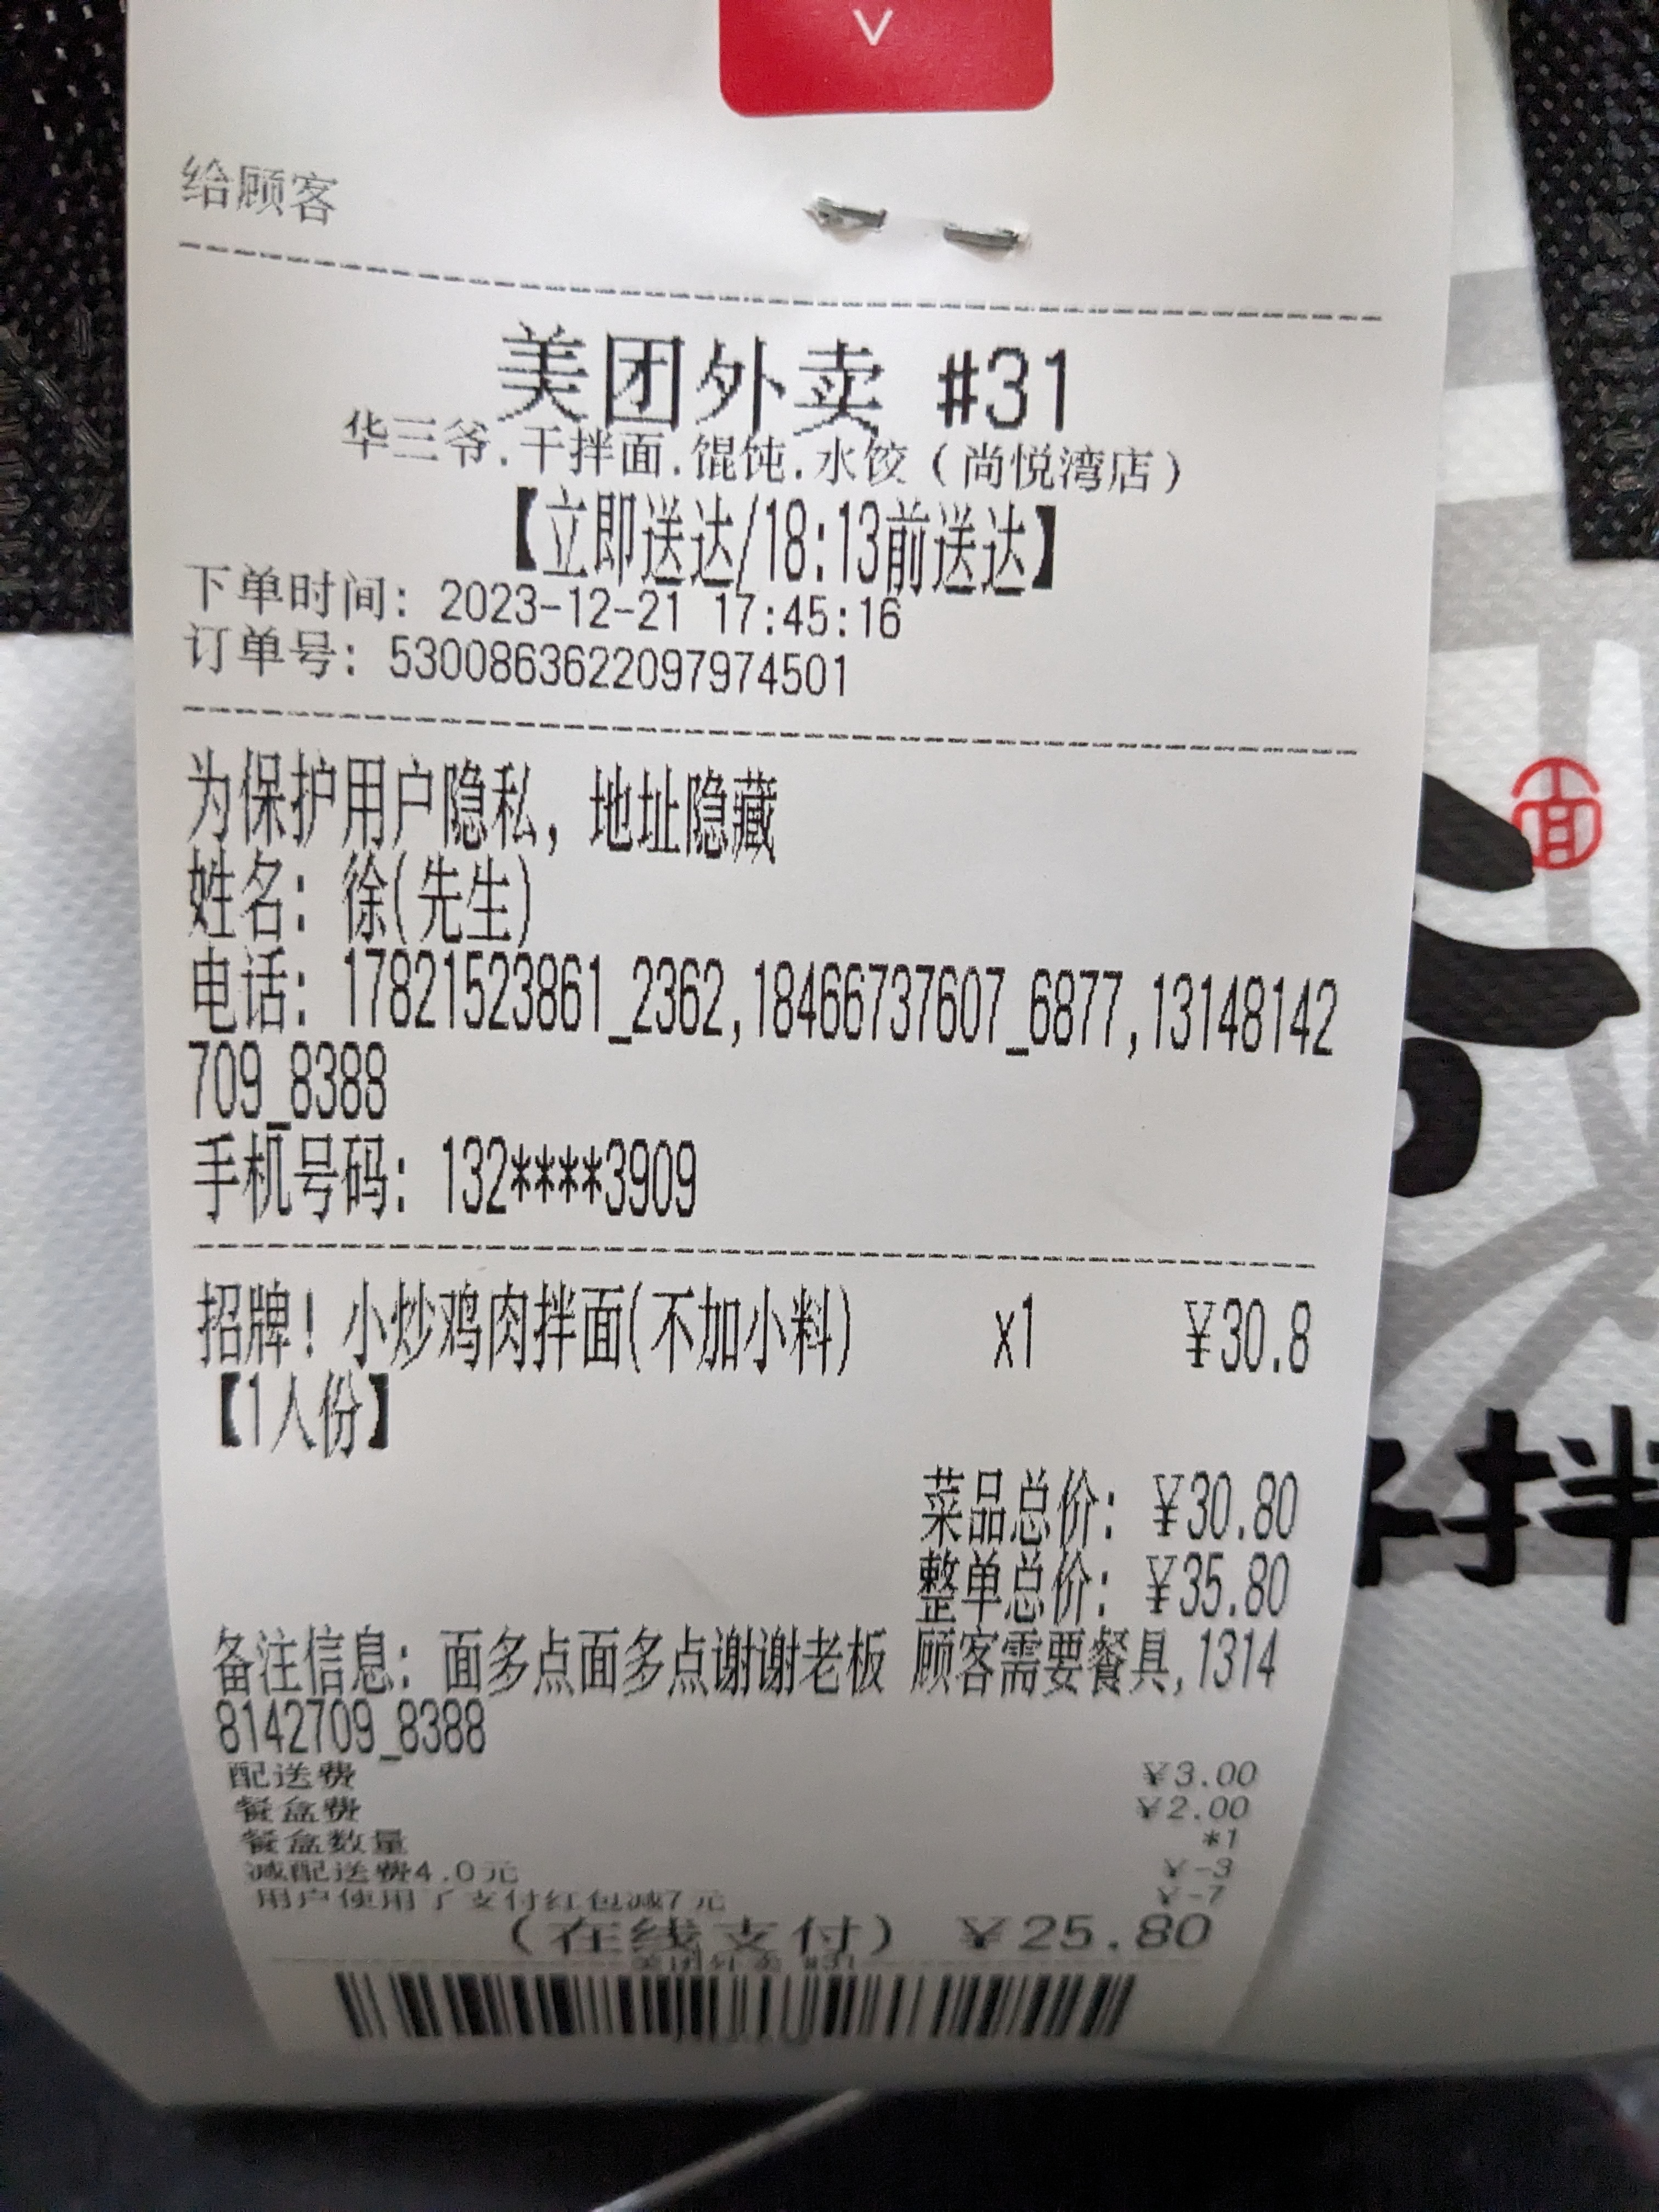 给顾客
美团外卖 #31
华三爷.干拌面.馄饨.水饺（尚悦湾店）
【立即送达/18:13前送达】
下单时间: 2023-12-21 17:45:16
订单号: 5300863622097974501
为保护用户隐私, 地址隐藏
姓名: 徐(先生)
电话: 17821523861_2362,18466737607_6877,13148142
709_8388
手机号码: 132****3909
招牌! 小炒鸡肉拌面(不加小料) x1 ¥30.8
【1人份】
菜品总价: ¥30.80
整单总价: ¥35.80
备注信息: 面多点面多点谢谢老板 顾客需要餐具,1314
8142709_8388
配送费 ¥3.00
餐盒费 ¥2.00
餐盒数量 *1
减配送费4.0元 ¥-3
用户使用了支付红包减7元 ¥-7
（在线支付） ¥25.80
美团外卖 #31
面
拌